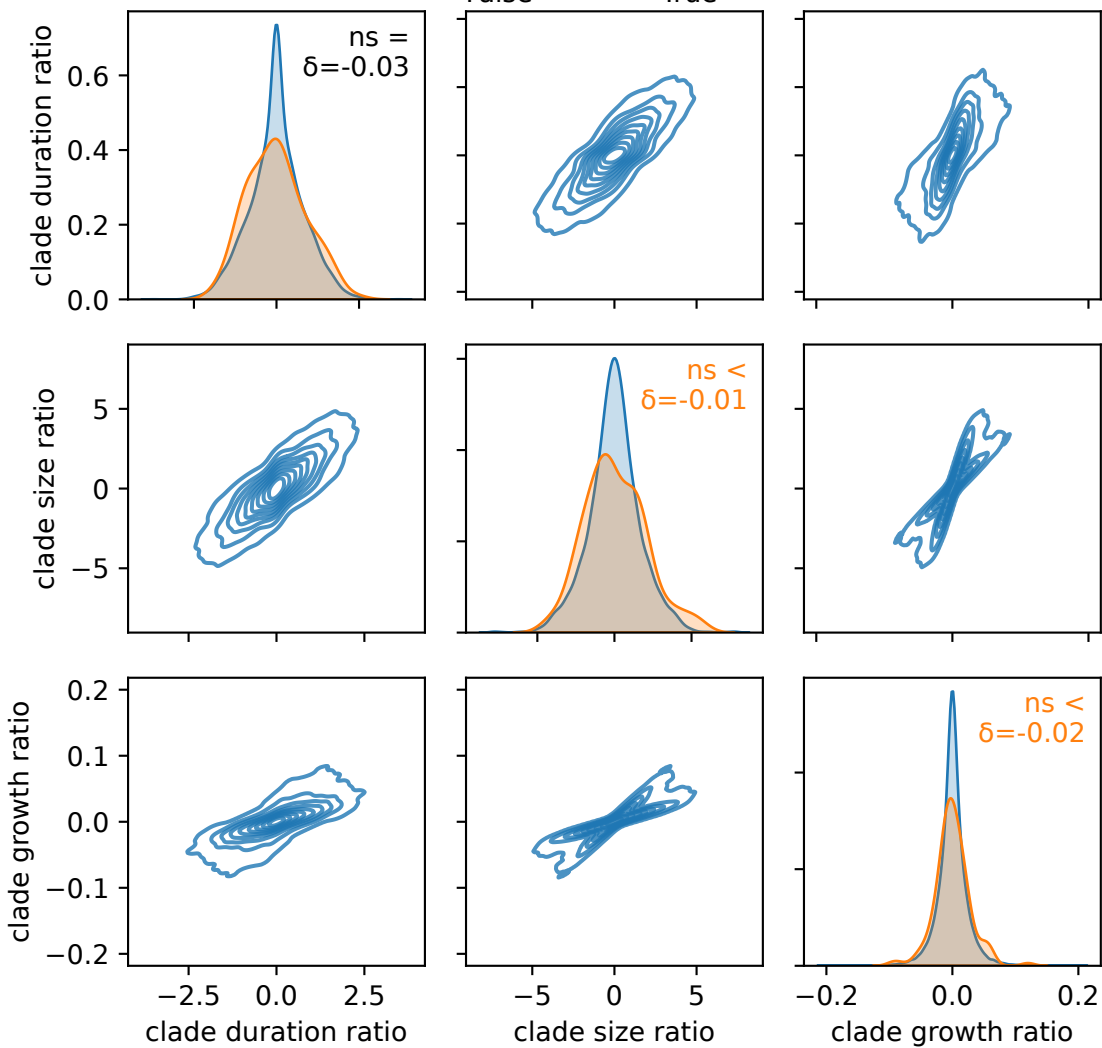 ns =
δ=-0.03
clade duration ratio
0.6
0.4
0.2
0.0
ns <
δ=-0.01
clade size ratio
5
0
−5
ns <
δ=-0.02
clade growth ratio
0.2
0.1
0.0
−0.1
−0.2
−2.5 0.0 2.5
−5 0 5
−0.2 0.0 0.2
clade duration ratio
clade size ratio
clade growth ratio